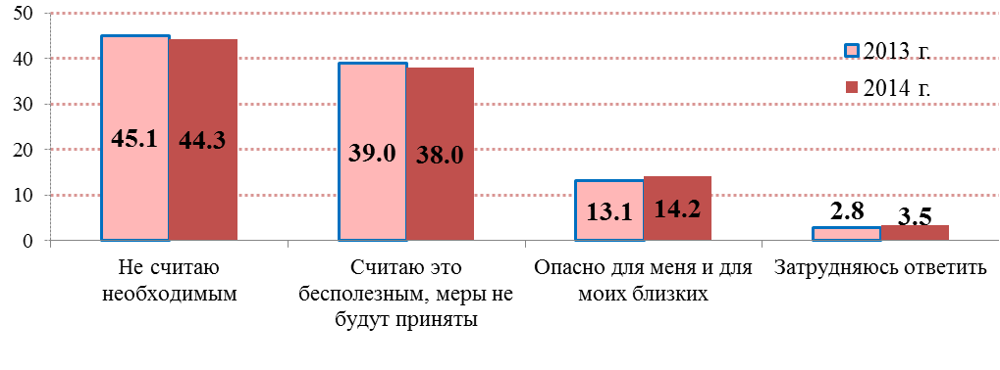 50
40
30
20
10
0
2013 г.
2014 г.
45.1
44.3
39.0
38.0
13.1
14.2
2.8
3.5
Не считаю
необходимым
Считаю это
бесполезным, меры не
будут приняты
Опасно для меня и для
моих близких
Затрудняюсь ответить